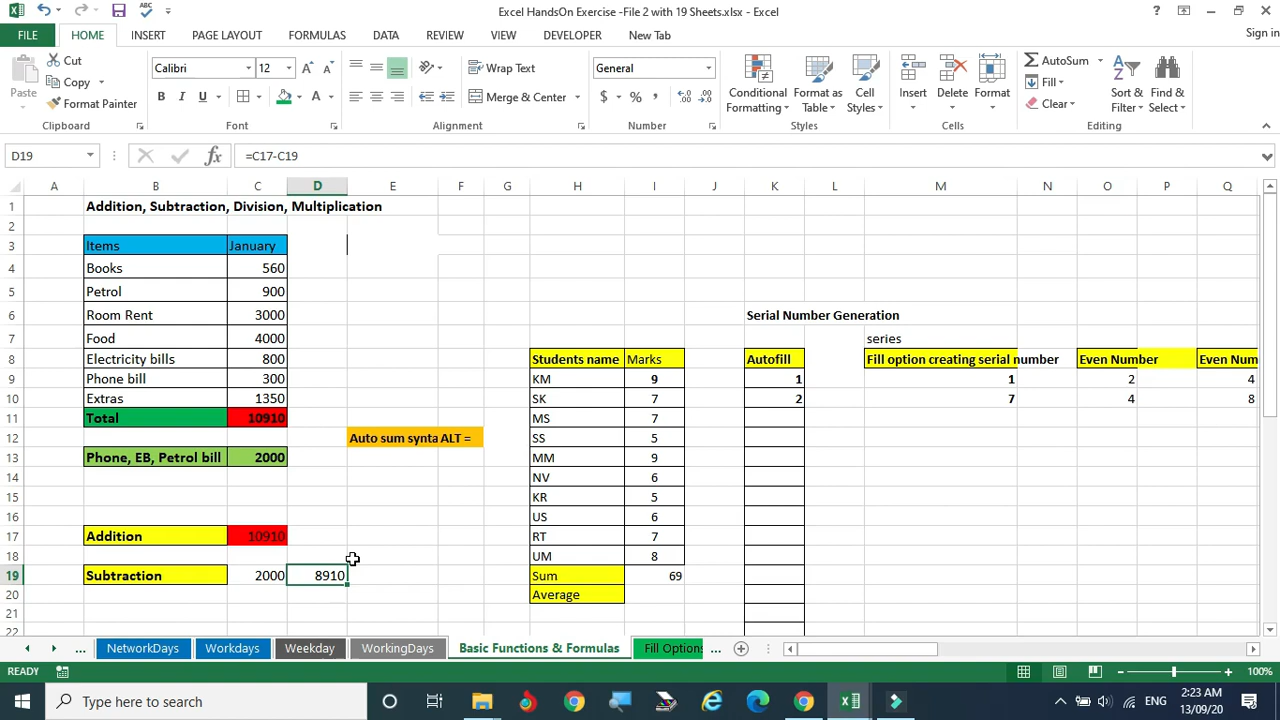 Excel HandsOn Exercise -File 2 with 19 Sheets.xlsx - Excel
ABC
?
FILE HOME INSERT PAGE LAYOUT FORMULAS DATA REVIEW VIEW DEVELOPER New Tab Sign in
Paste
Cut
Copy
Format Painter
Clipboard
Calibri 12
B I U
Font
Wrap Text
Merge & Center
Alignment
General
$ % ,
Number
Conditional Formatting
Format as Table
Cell Styles
Styles
Insert Delete Format
Cells
AutoSum
Fill
Clear
Sort & Filter
Find & Select
Editing
D19 fx =C17-C19
A B C D E F G H I J K L M N O P Q
1 Addition, Subtraction, Division, Multiplication
2
3 Items January
4 Books 560
5 Petrol 900
6 Room Rent 3000 Serial Number Generation
7 Food 4000 series
8 Electricity bills 800 Students name Marks Autofill Fill option creating serial number Even Number Even Num
9 Phone bill 300 KM 9 1 1 2 4
10 Extras 1350 SK 7 2 7 4 8
11 Total 10910 MS 7
12 Auto sum synta ALT = SS 5
13 Phone, EB, Petrol bill 2000 MM 9
14 NV 6
15 KR 5
16 US 6
17 Addition 10910 RT 7
18 UM 8
19 Subtraction 2000 8910 Sum 69
20 Average
21
22
... NetworkDays Workdays Weekday WorkingDays Basic Functions & Formulas Fill Options ...
READY 100%
Type here to search
ENG
2:23 AM
13/09/20